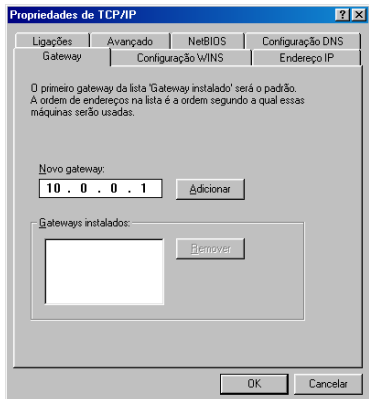 Propriedades de TCP/IP
Ligações Avançado NetBIOS Configuração DNS
Gateway Configuração WINS Endereço IP
O primeiro gateway da lista 'Gateway instalado' será o padrão.
A ordem de endereços na lista é a ordem segundo a qual essas
máquinas serão usadas.
Novo gateway:
10 . 0 . 0 . 1 Adicionar
Gateways instalados:
Remover
OK Cancelar